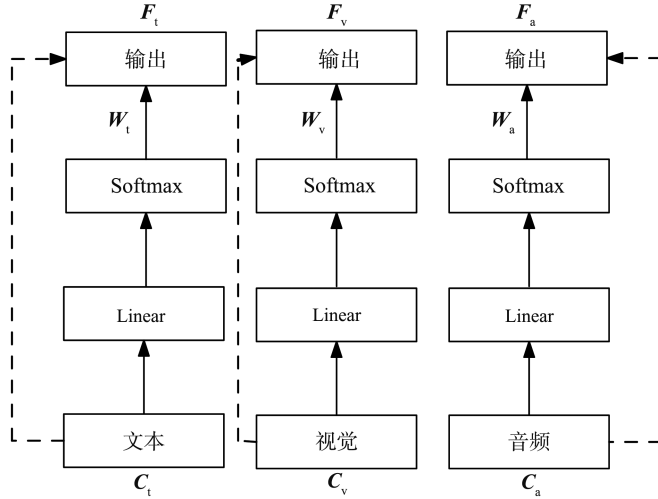 F_t F_v F_a
输出 输出 输出
W_t W_v W_a
Softmax Softmax Softmax
Linear Linear Linear
文本 视觉 音频
C_t C_v C_a